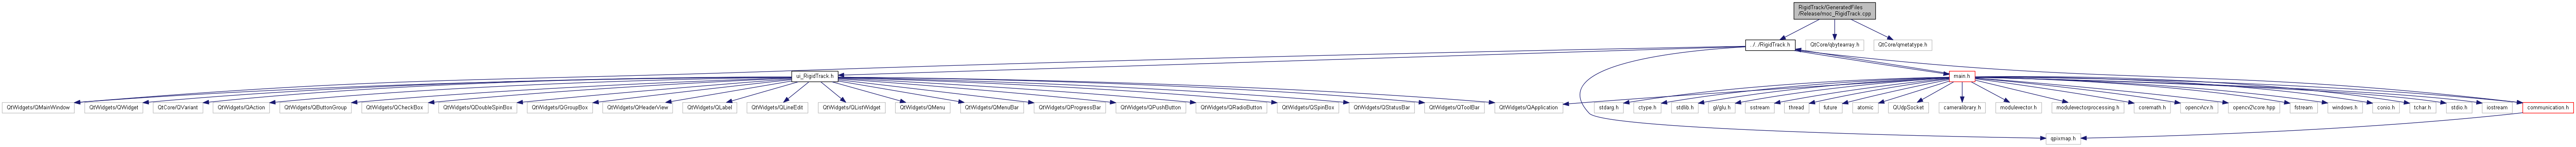 RigidTrack/GeneratedFiles
/Release/moc_RigidTrack.cpp
../../RigidTrack.h
QtCore/qbytearray.h
QtCore/qmetatype.h
ui_RigidTrack.h
main.h
QtWidgets/QMainWindow
QtWidgets/QWidget
QtCore/QVariant
QtWidgets/QAction
QtWidgets/QButtonGroup
QtWidgets/QCheckBox
QtWidgets/QDoubleSpinBox
QtWidgets/QGroupBox
QtWidgets/QHeaderView
QtWidgets/QLabel
QtWidgets/QLineEdit
QtWidgets/QListWidget
QtWidgets/QMenu
QtWidgets/QMenuBar
QtWidgets/QProgressBar
QtWidgets/QPushButton
QtWidgets/QRadioButton
QtWidgets/QSpinBox
QtWidgets/QStatusBar
QtWidgets/QToolBar
QtWidgets/QApplication
stdarg.h
ctype.h
stdlib.h
gl/glu.h
sstream
thread
future
atomic
QUdpSocket
cameralibrary.h
modulevector.h
modulevectorprocessing.h
coremath.h
opencv\cv.h
opencv2\core.hpp
fstream
windows.h
conio.h
tchar.h
stdio.h
iostream
communication.h
qpixmap.h